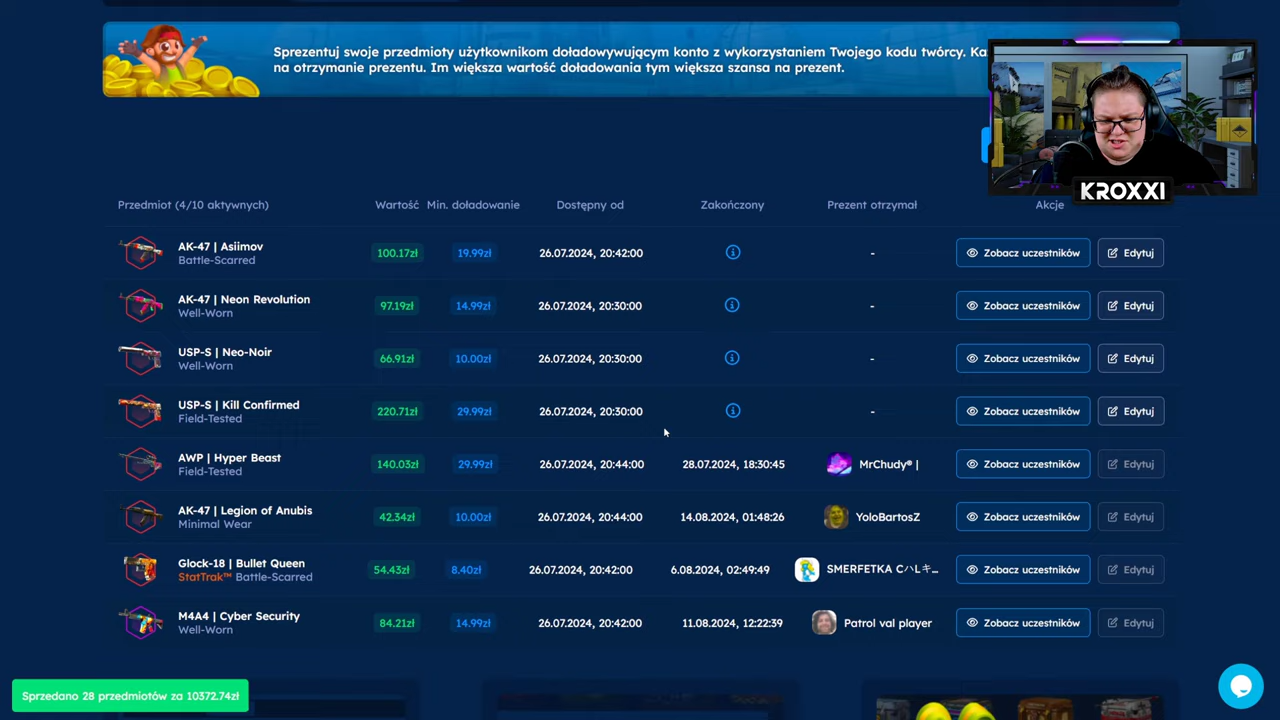 Sprezentuj swoje przedmioty użytkownikom doładowywującym konto z wykorzystaniem Twojego kodu twórcy. Ka
na otrzymanie prezentu. Im większa wartość doładowania tym większa szansa na prezent.
KROXXI
Przedmiot (4/10 aktywnych) Wartość Min. doładowanie Dostępny od Zakończony Prezent otrzymał Akcje
AK-47 | Asiimov
Battle-Scarred
100.17zł 19.99zł 26.07.2024, 20:42:00 - Zobacz uczestników Edytuj
AK-47 | Neon Revolution
Well-Worn
97.19zł 14.99zł 26.07.2024, 20:30:00 - Zobacz uczestników Edytuj
USP-S | Neo-Noir
Well-Worn
66.91zł 10.00zł 26.07.2024, 20:30:00 - Zobacz uczestników Edytuj
USP-S | Kill Confirmed
Field-Tested
220.71zł 29.99zł 26.07.2024, 20:30:00 - Zobacz uczestników Edytuj
AWP | Hyper Beast
Field-Tested
140.03zł 29.99zł 26.07.2024, 20:44:00 28.07.2024, 18:30:45 MrChudy® | Zobacz uczestników Edytuj
AK-47 | Legion of Anubis
Minimal Wear
42.34zł 10.00zł 26.07.2024, 20:44:00 14.08.2024, 01:48:26 YoloBartosZ Zobacz uczestników Edytuj
Glock-18 | Bullet Queen
StatTrak™ Battle-Scarred
54.43zł 8.40zł 26.07.2024, 20:42:00 6.08.2024, 02:49:49 SMERFETKA Cハレキ... Zobacz uczestników Edytuj
M4A4 | Cyber Security
Well-Worn
84.21zł 14.99zł 26.07.2024, 20:42:00 11.08.2024, 12:22:39 Patrol val player Zobacz uczestników Edytuj
Sprzedano 28 przedmiotów za 10372.74zł